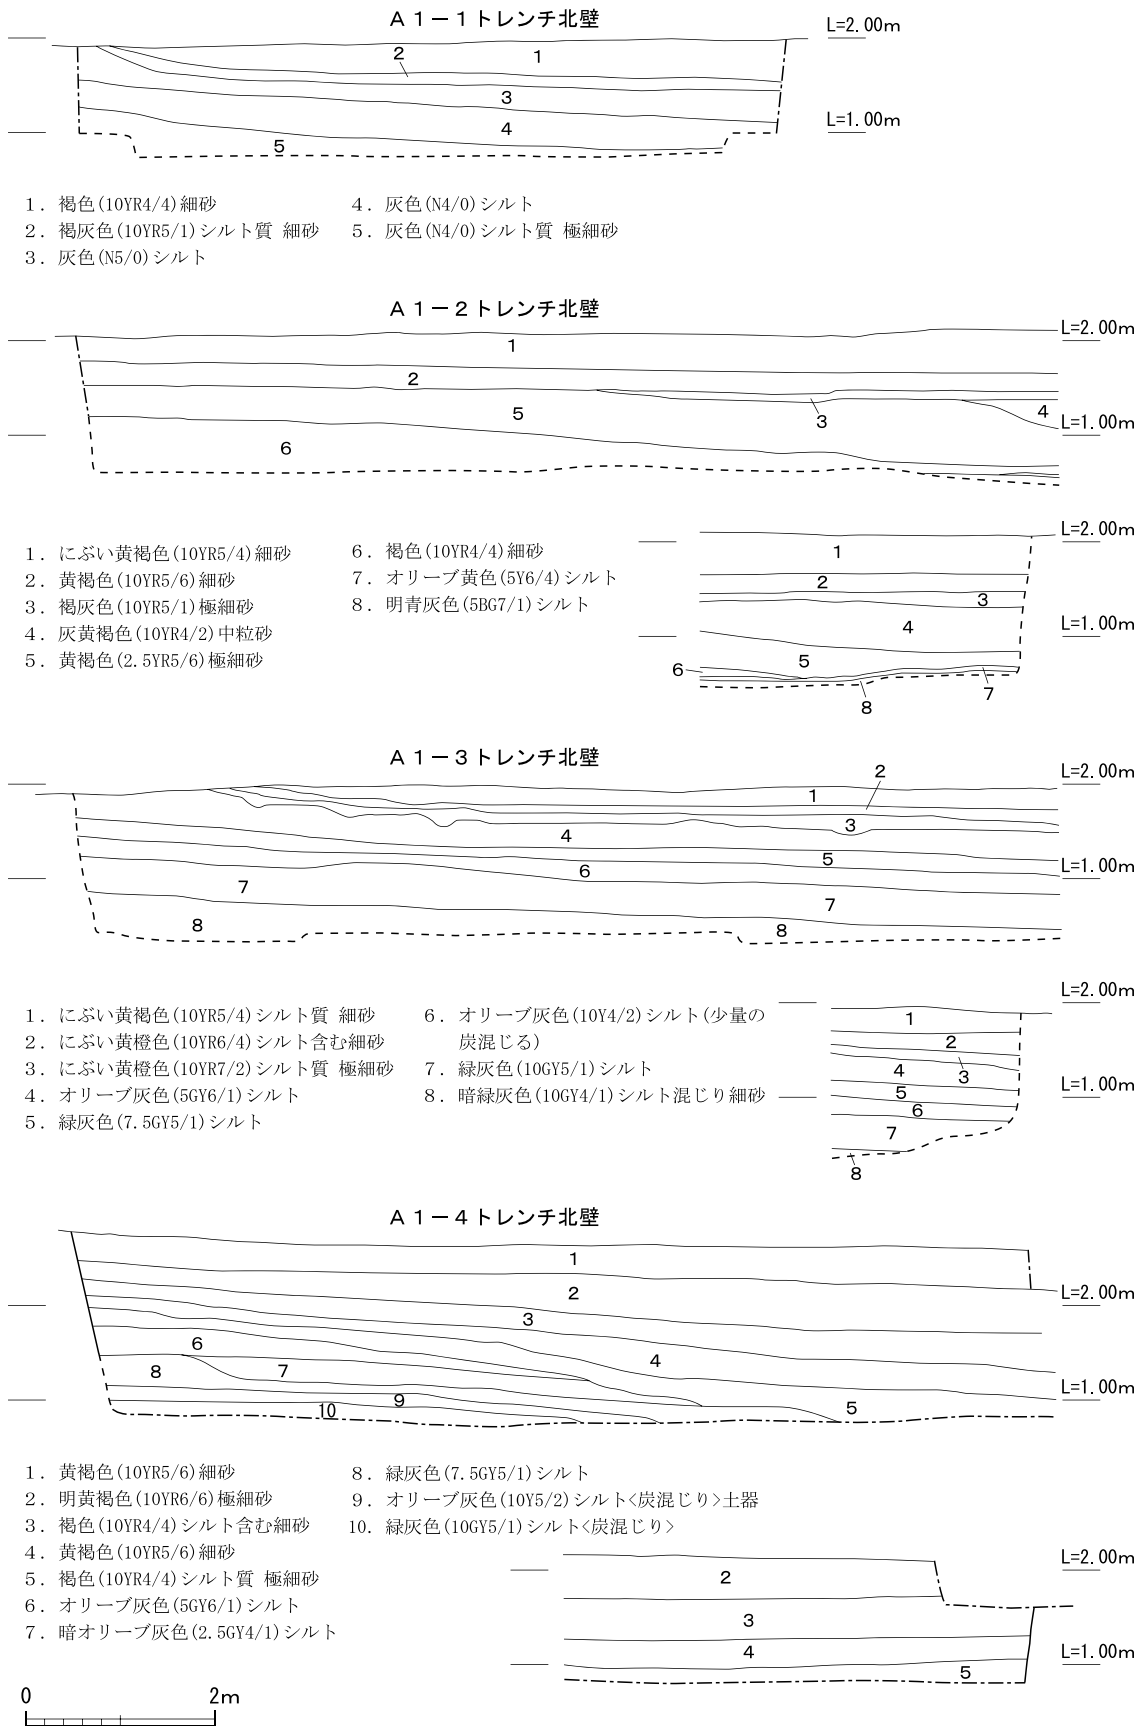 A1-1トレンチ北壁
L=2.00m
2
1
3
L=1.00m
4
5
1. 褐色(10YR4/4)細砂
2. 褐灰色(10YR5/1)シルト質 細砂
3. 灰色(N5/0)シルト
4. 灰色(N4/0)シルト
5. 灰色(N4/0)シルト質 極細砂
A1-2トレンチ北壁
L=2.00m
1
2
5
3
4
L=1.00m
6
1. にぶい黄褐色(10YR5/4)細砂
2. 黄褐色(10YR5/6)細砂
3. 褐灰色(10YR5/1)極細砂
4. 灰黄褐色(10YR4/2)中粒砂
5. 黄褐色(2.5YR5/6)極細砂
6. 褐色(10YR4/4)細砂
7. オリーブ黄色(5Y6/4)シルト
8. 明青灰色(5BG7/1)シルト
L=2.00m
1
2
3
4
L=1.00m
5
6
7
8
A1-3トレンチ北壁
L=2.00m
2
1
3
4
5
L=1.00m
6
7
7
8
8
1. にぶい黄褐色(10YR5/4)シルト質 細砂
2. にぶい黄橙色(10YR6/4)シルト含む細砂
3. にぶい黄橙色(10YR7/2)シルト質 極細砂
4. オリーブ灰色(5GY6/1)シルト
5. 緑灰色(7.5GY5/1)シルト
6. オリーブ灰色(10Y4/2)シルト(少量の
炭混じる)
7. 緑灰色(10GY5/1)シルト
8. 暗緑灰色(10GY4/1)シルト混じり細砂
L=2.00m
1
2
4
3
L=1.00m
5
6
7
8
A1-4トレンチ北壁
1
2
L=2.00m
3
6
4
8
7
L=1.00m
9
5
10
1. 黄褐色(10YR5/6)細砂
2. 明黄褐色(10YR6/6)極細砂
3. 褐色(10YR4/4)シルト含む細砂
4. 黄褐色(10YR5/6)細砂
5. 褐色(10YR4/4)シルト質 極細砂
6. オリーブ灰色(5GY6/1)シルト
7. 暗オリーブ灰色(2.5GY4/1)シルト
8. 緑灰色(7.5GY5/1)シルト
9. オリーブ灰色(10Y5/2)シルト<炭混じり>土器
10. 緑灰色(10GY5/1)シルト<炭混じり>
L=2.00m
2
3
4
L=1.00m
5
0 2m